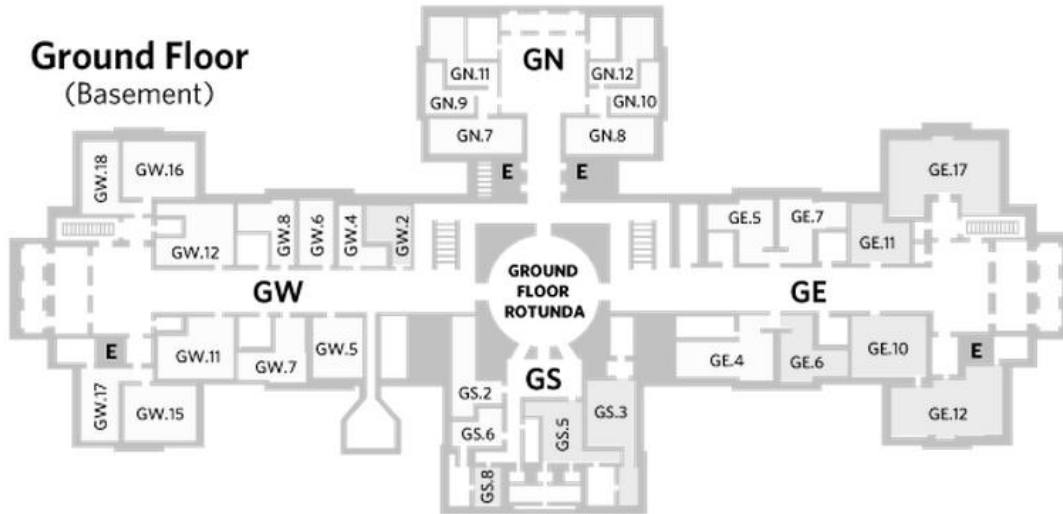 Ground Floor
(Basement)
GN
GN.11
GN.12
GN.9
GN.10
GN.7
GN.8
E
E
GW.18
GW.16
GW.12
GW.8
GW.6
GW.4
GW.2
GW
GW.11
GW.7
GW.5
E
GW.17
GW.15
GROUND
FLOOR
ROTUNDA
GE.17
GE.5
GE.7
GE.11
GE
GE.4
GE.6
GE.10
E
GE.12
GS
GS.2
GS.3
GS.6
GS.5
GS.8